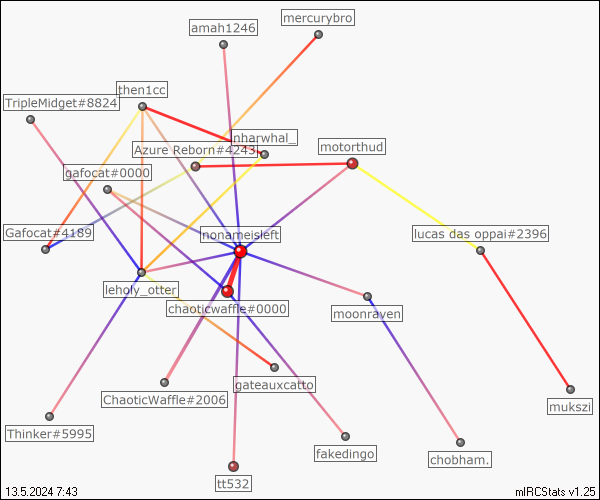 mercurybro
amah1246
then1cc
TripleMidget#8824
nharwhal_
Azure Reborn#4243
motorthud
gafocat#0000
Gafocat#4189
nonameisleft
lucas das oppai#2396
leholy_otter
chaoticwaffle#0000
moonraven
gateauxcatto
ChaoticWaffle#2006
mukszi
Thinker#5995
fakedingo
chobham.
tt532
13.5.2024 7:43
mIRCStats v1.25